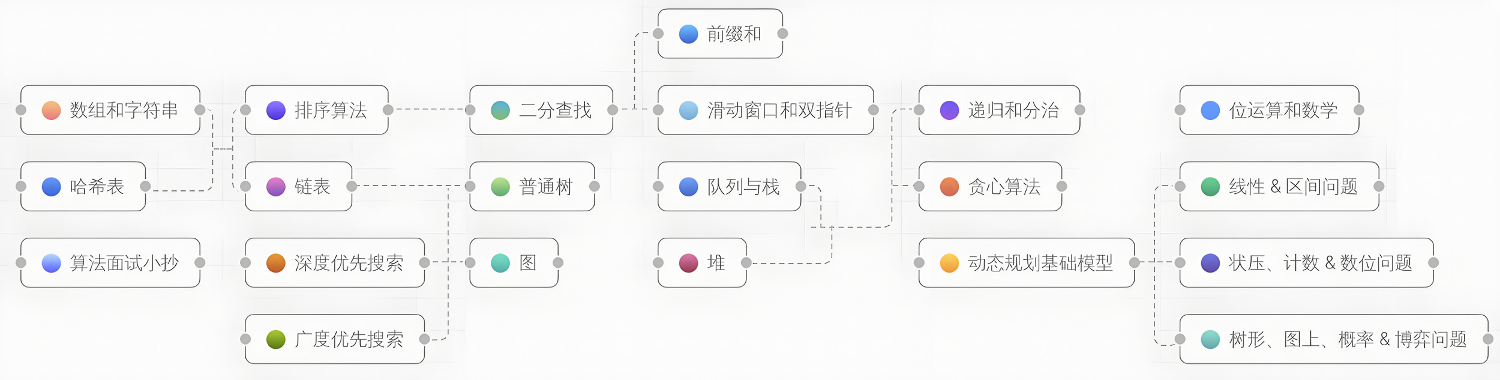 前缀和
数组和字符串
排序算法
二分查找
滑动窗口和双指针
递归和分治
位运算和数学
哈希表
链表
普通树
队列与栈
贪心算法
线性 & 区间问题
算法面试小抄
深度优先搜索
图
堆
动态规划基础模型
状压、计数 & 数位问题
广度优先搜索
树形、图上、概率 & 博弈问题